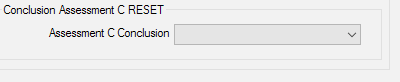 Conclusion Assessment C RESET
Assessment C Conclusion